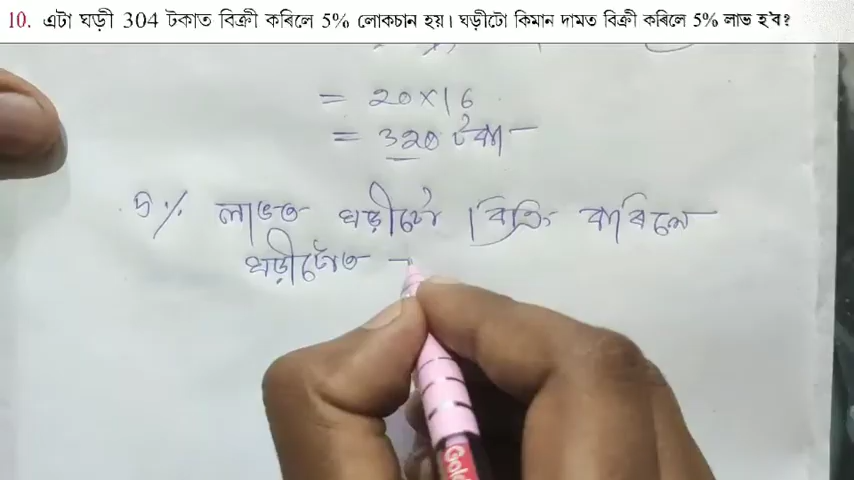 10. এটা ঘড়ী 304 টকাত বিক্ৰী কৰিলে 5% লোকচান হয়। ঘড়ীটো কিমান দামত বিক্ৰী কৰিলে 5% লাভ হ'ব?
= 20×16
= 320 টকা
5% লাভত ঘড়ীটো বিক্ৰি কৰিলে
ঘড়ীটোত
Gold